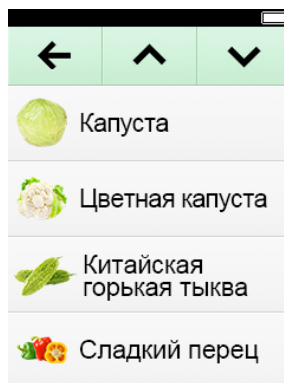 Капуста
Цветная капуста
Китайская
горькая тыква
Сладкий перец